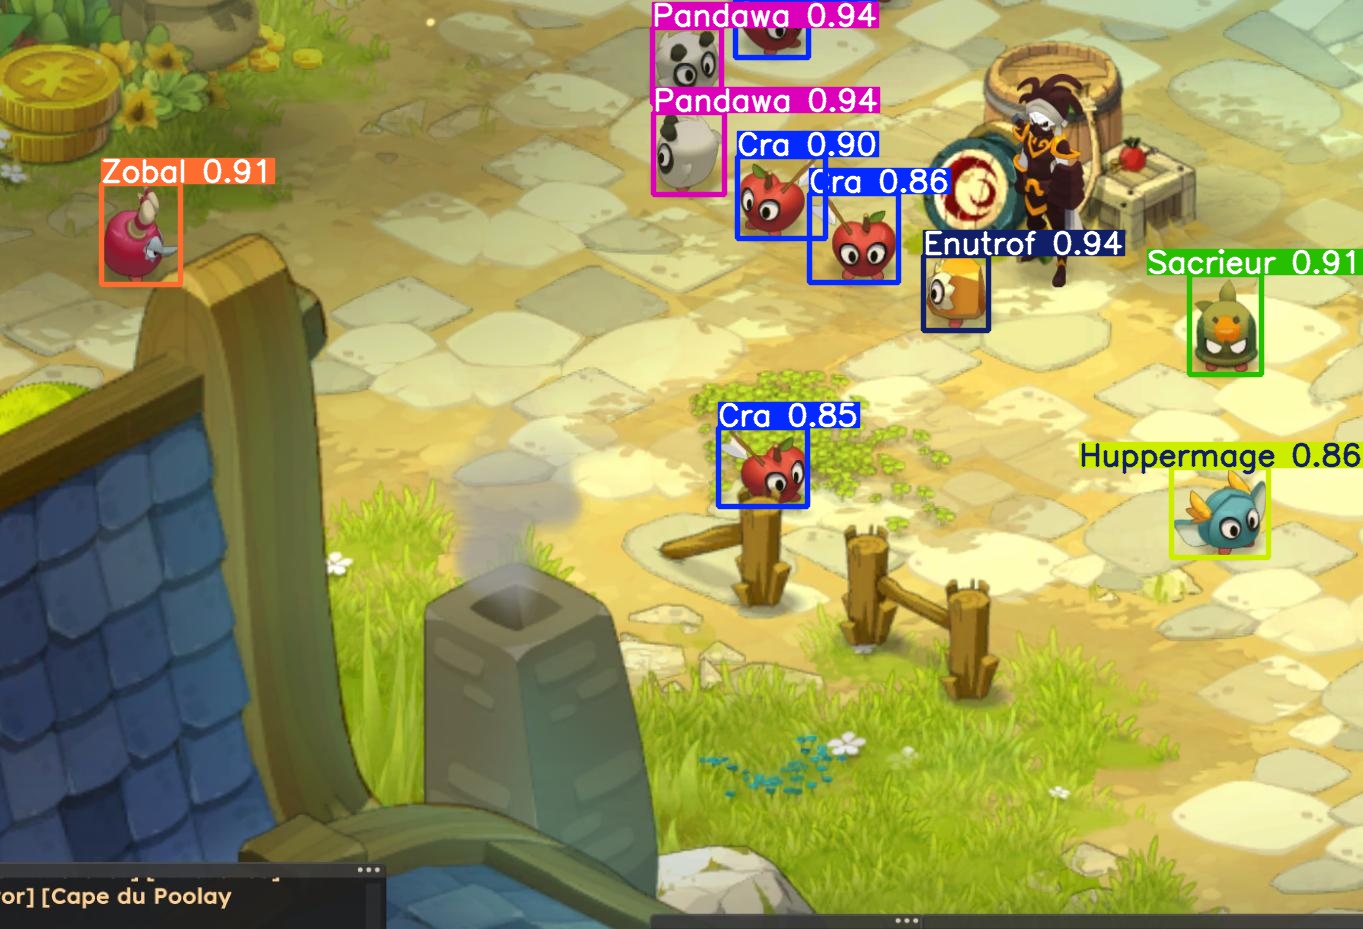 Pandawa 0.94
Pandawa 0.94
Cra 0.90
Zobal 0.91
Cra 0.86
Enutrof 0.94
Sacrieur 0.91
Cra 0.85
Huppermage 0.86
or] [Cape du Poolay